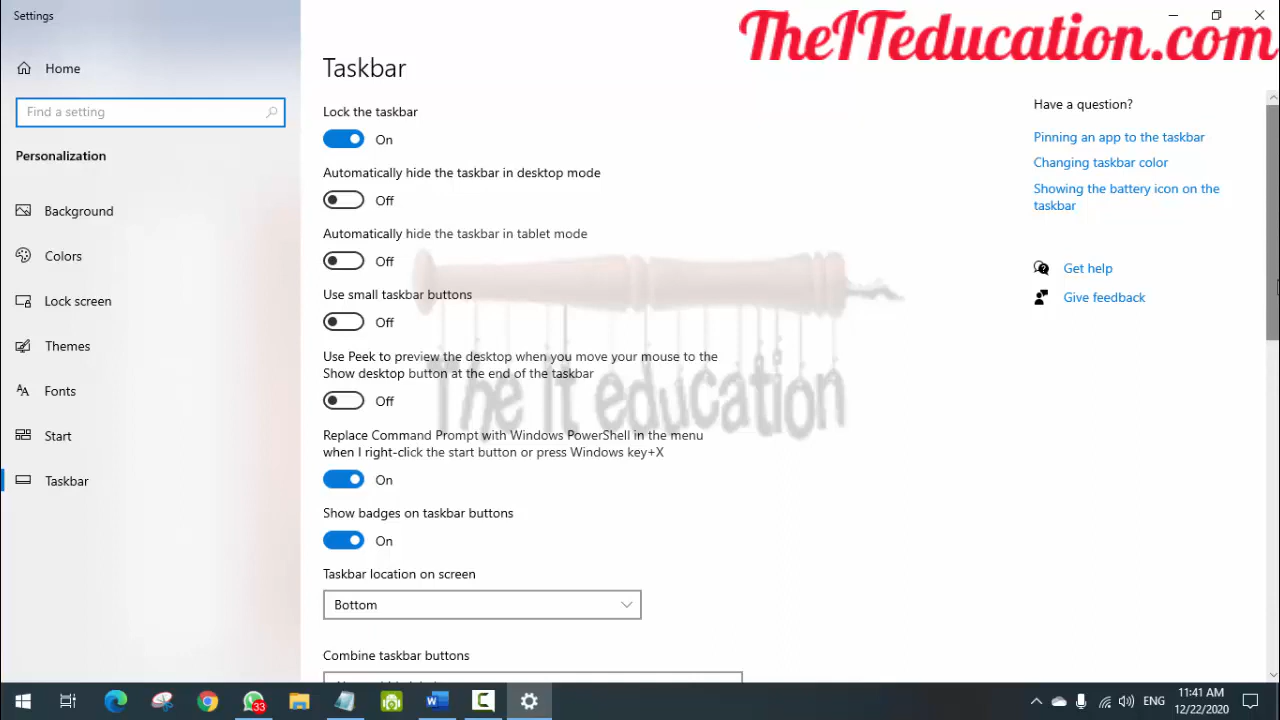 Settings
TheITeducation.com
Home
Find a setting
Personalization
Background
Colors
Lock screen
Themes
Fonts
Start
Taskbar
Taskbar
Lock the taskbar
On
Automatically hide the taskbar in desktop mode
Off
Automatically hide the taskbar in tablet mode
Off
Use small taskbar buttons
Off
Use Peek to preview the desktop when you move your mouse to the
Show desktop button at the end of the taskbar
Off
Replace Command Prompt with Windows PowerShell in the menu
when I right-click the start button or press Windows key+X
On
Show badges on taskbar buttons
On
Taskbar location on screen
Bottom
Combine taskbar buttons
The It education
Have a question?
Pinning an app to the taskbar
Changing taskbar color
Showing the battery icon on the
taskbar
Get help
Give feedback
33
ENG
11:41 AM
12/22/2020